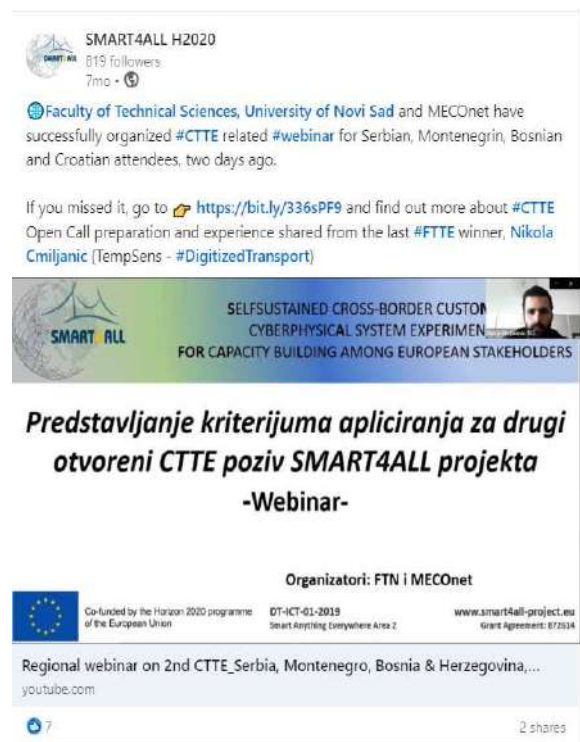 SMART4ALL H2020
819 followers
7mo •
Faculty of Technical Sciences, University of Novi Sad and MECOnet have
successfully organized #CTTE related #webinar for Serbian, Montenegrin, Bosnian
and Croatian attendees, two days ago.
If you missed it, go to 👉 https://bit.ly/336sPF9 and find out more about #CTTE
Open Call preparation and experience shared from the last #FTTE winner, Nikola
Cmiljanic (TempSens - #DigitizedTransport)
SMART4ALL
SELFSUSTAINED CROSS-BORDER CUSTOM
CYBERPHYSICAL SYSTEM EXPERIMEN
FOR CAPACITY BUILDING AMONG EUROPEAN STAKEHOLDERS
Predstavljanje kriterijuma apliciranja za drugi
otvoreni CTTE poziv SMART4ALL projekta
-Webinar-
Organizatori: FTN i MECOnet
Co-funded by the Horizon 2020 programme
of the European Union
DT-ICT-01-2019
Smart Anything Everywhere Area 2
www.smart4all-project.eu
Grant Agreement: 872614
Regional webinar on 2nd CTTE_Serbia, Montenegro, Bosnia & Herzegovina,...
youtube.com
7
2 shares